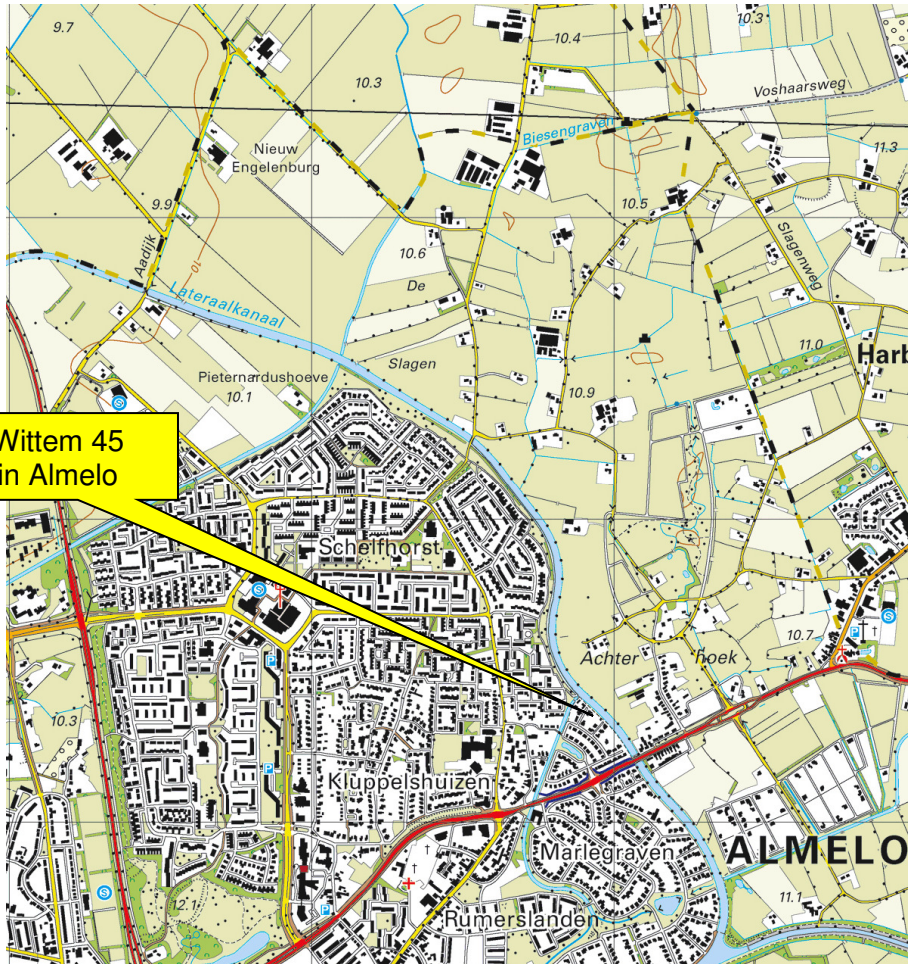 9.7
10.3
10.4
10.3
Voshaarsweg
Biesengraven
Nieuw
Engelenburg
11.3
9.9
10.5
Aadijk
10
10.6
De
Slagenweg
Lateraalkanaal
Slagen
11.0
Harb
Pieternardushoeve
10.1
10.9
S
Wittem 45
in Almelo
Schelfhorst
S
Achter hoek
10.7
P
S
P
10.3
Kluppelshuizen
P
Marlegraven
ALMELO
12.1
S
11.1
P
Rumerslanden